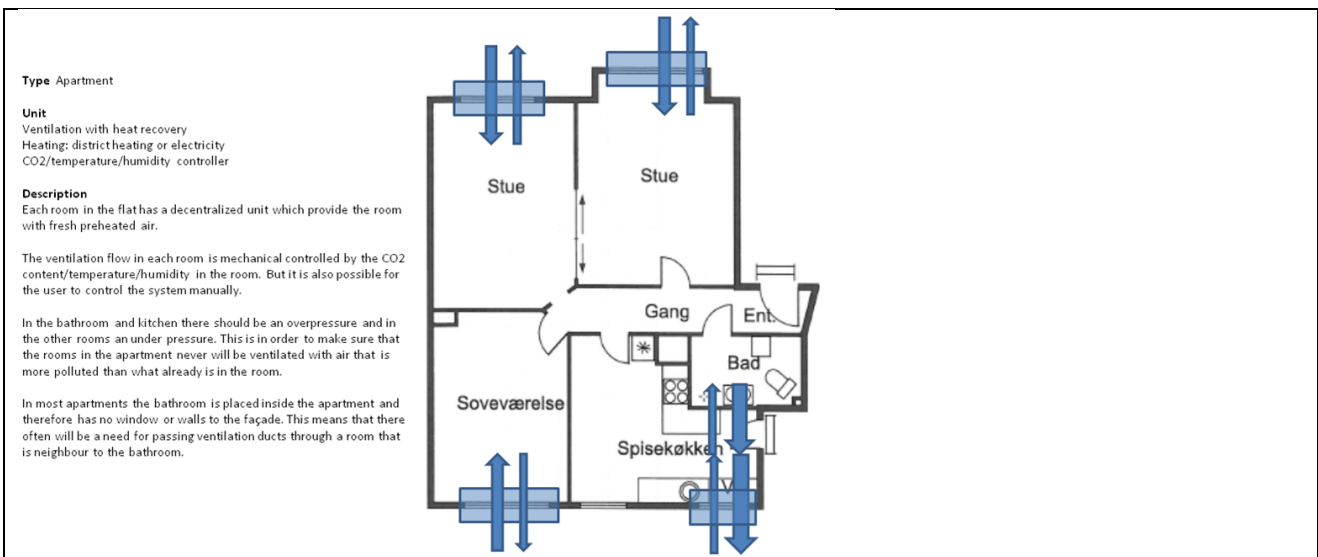 Type Apartment
Unit
Ventilation with heat recovery
Heating: district heating or electricity
CO2/temperature/humidity controller
Description
Each room in the flat has a decentralized unit which provide the room
with fresh preheated air.
The ventilation flow in each room is mechanical controlled by the CO2
content/temperature/humidity in the room. But it is also possible for
the user to control the system manually.
In the bathroom and kitchen there should be an overpressure and in
the other rooms an under pressure. This is in order to make sure that
the rooms in the apartment never will be ventilated with air that is
more polluted than what already is in the room.
In most apartments the bathroom is placed inside the apartment and
therefore has no window or walls to the façade. This means that there
often will be a need for passing ventilation ducts through a room that
is neighbour to the bathroom.
Stue
Stue
Gang
Ent.
Bad
Soveværelse
Spisekøkken
V